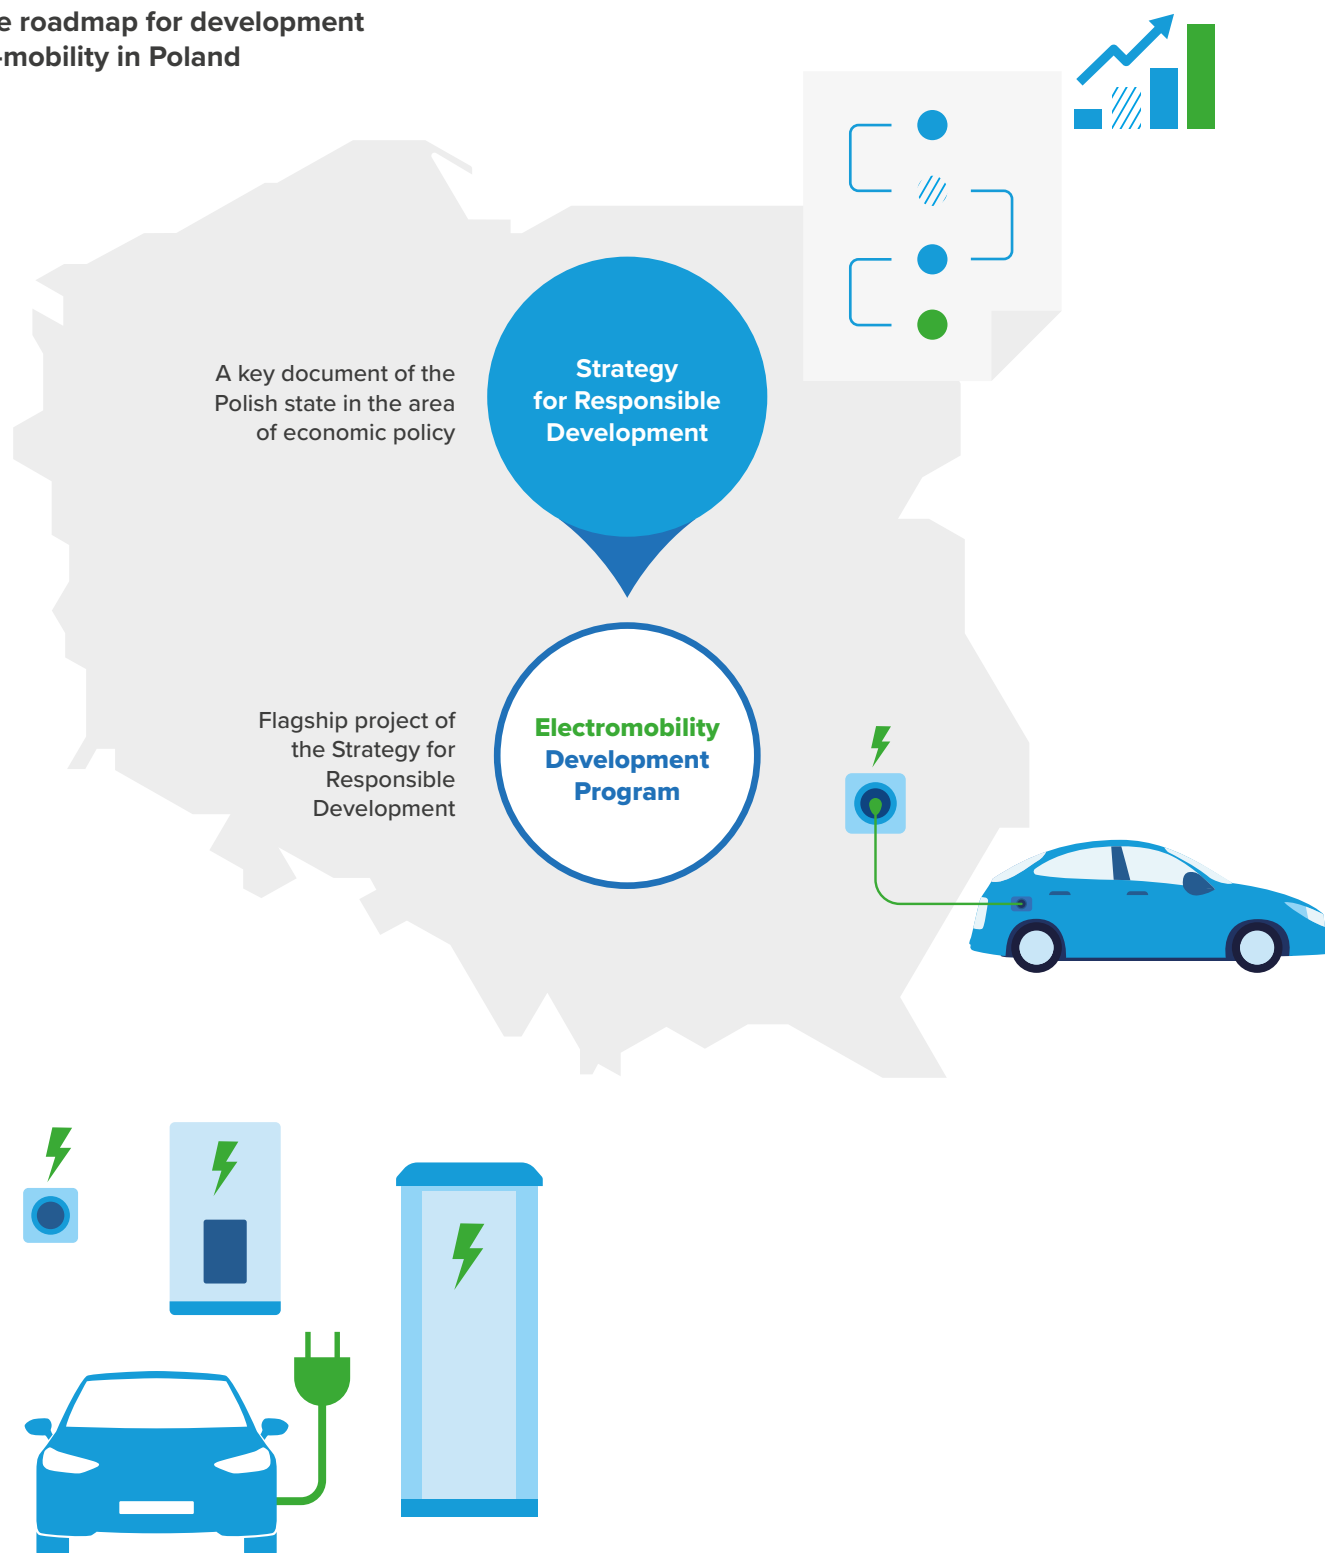 e roadmap for development
-mobility in Poland
A key document of the
Polish state in the area
of economic policy
Strategy
for Responsible
Development
Flagship project of
the Strategy for
Responsible
Development
Electromobility
Development
Program